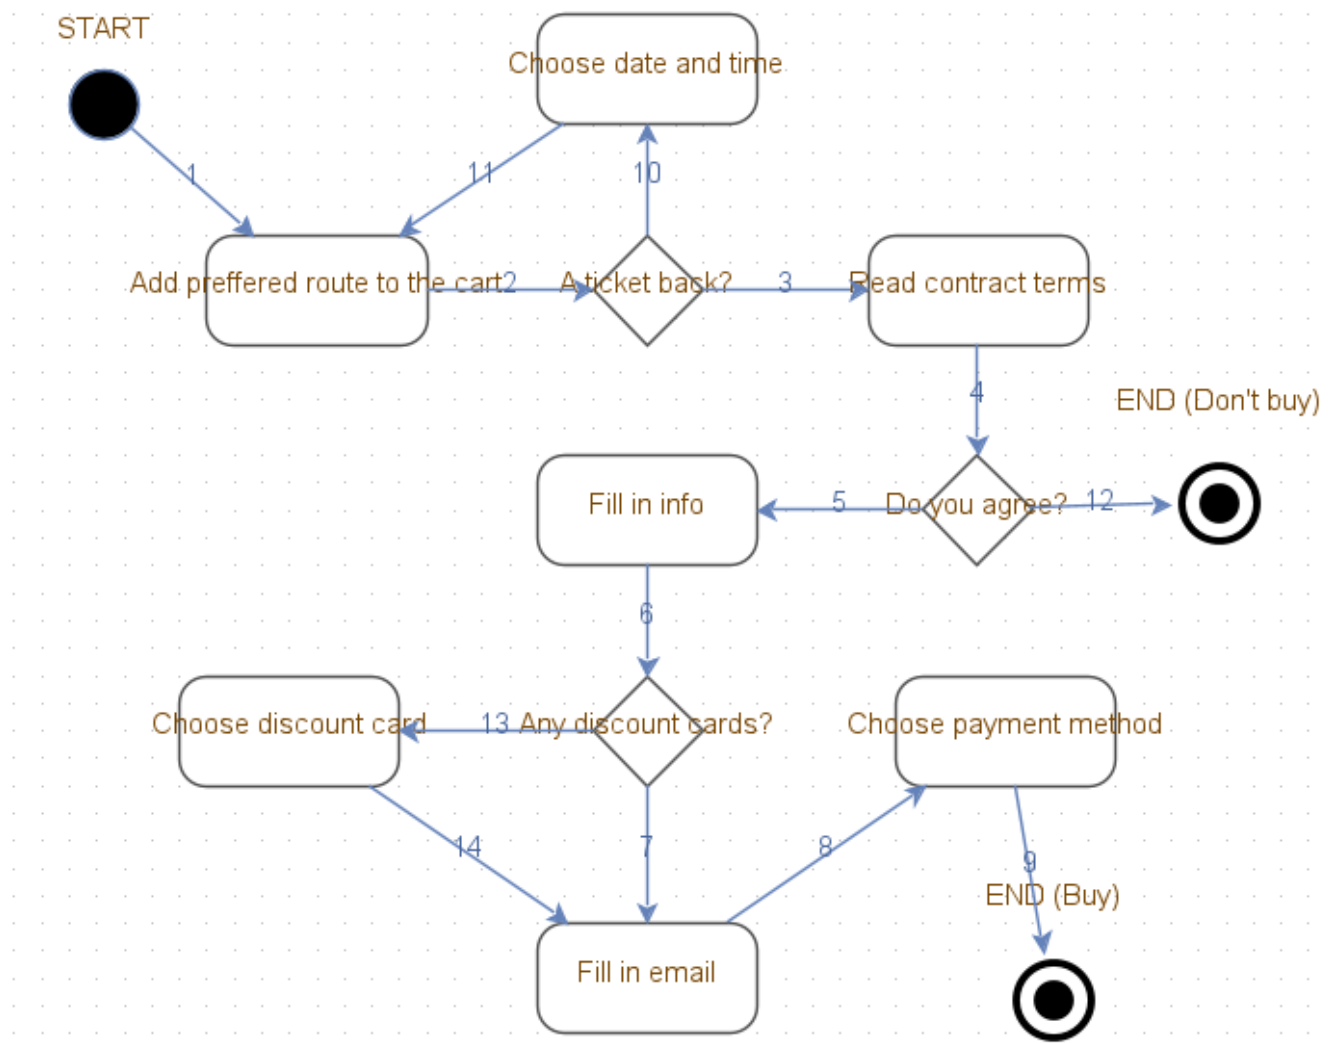 START
Choose date and time
1
11
10
Add preffered route to the cart
2
A ticket back?
3
Read contract terms
4
END (Don't buy)
Fill in info
5
Do you agree?
12
6
Choose discount card
13
Any discount cards?
Choose payment method
14
7
8
9
END (Buy)
Fill in email